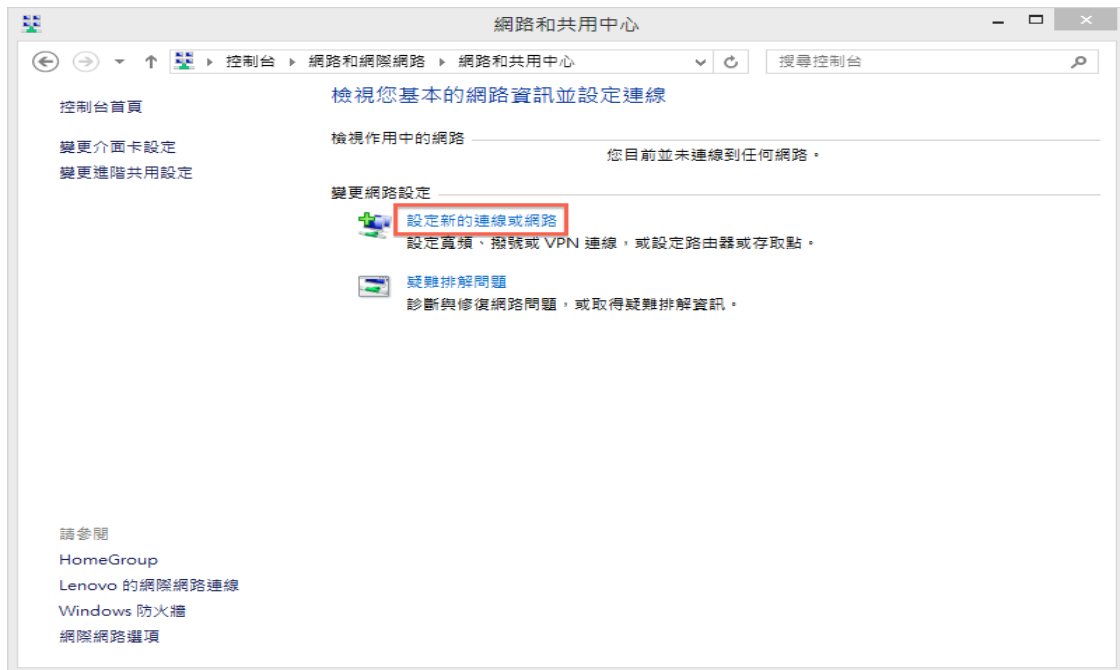 網路和共用中心
控制台 網路和網際網路 網路和共用中心
搜尋控制台
控制台首頁
變更介面卡設定
變更進階共用設定
檢視您基本的網路資訊並設定連線
檢視作用中的網路
您目前並未連線到任何網路。
變更網路設定
設定新的連線或網路
設定寬頻、撥號或 VPN 連線，或設定路由器或存取點。
疑難排解問題
診斷與修復網路問題，或取得疑難排解資訊。
請參閱
HomeGroup
Lenovo 的網際網路連線
Windows 防火牆
網際網路選項